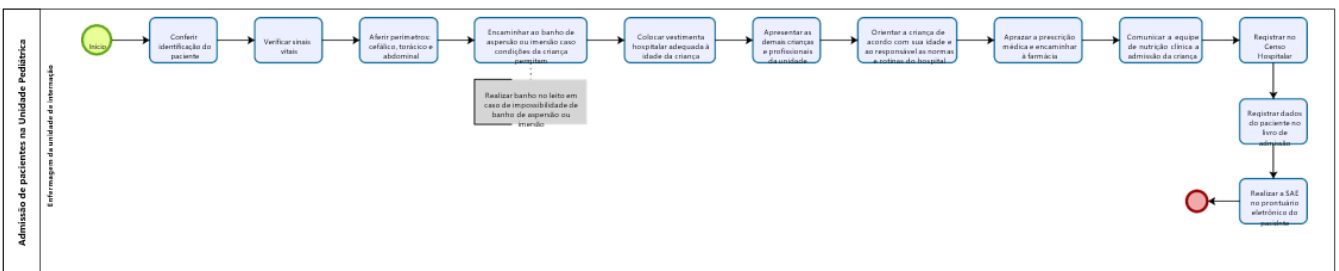 Admissão de pacientes na Unidade Pediátrica
Enfermagem da unidade de internação
Início
Conferir
identificação do
paciente
Verificar sinais
vitais
Aferir perímetros:
cefálico, torácico e
abdominal
Encaminhar ao banho de
aspersão ou imersão caso
condições da criança
permitam
Realizar banho no leito em
caso de impossibilidade de
banho de aspersão ou
imersão
Colocar vestimenta
hospitalar adequada à
idade da criança
Apresentar as
demais crianças
e profissionais
da unidade
Orientar a criança de
acordo com sua idade e
ao responsável as normas
e rotinas do hospital
Aprazar a prescrição
médica e encaminhar
à farmácia
Comunicar a equipe
de nutrição clínica a
admissão da criança
Registrar no
Censo
Hospitalar
Registrar dados
do paciente no
livro de
admissão
Realizar a SAE
no prontuário
eletrônico do
paciente